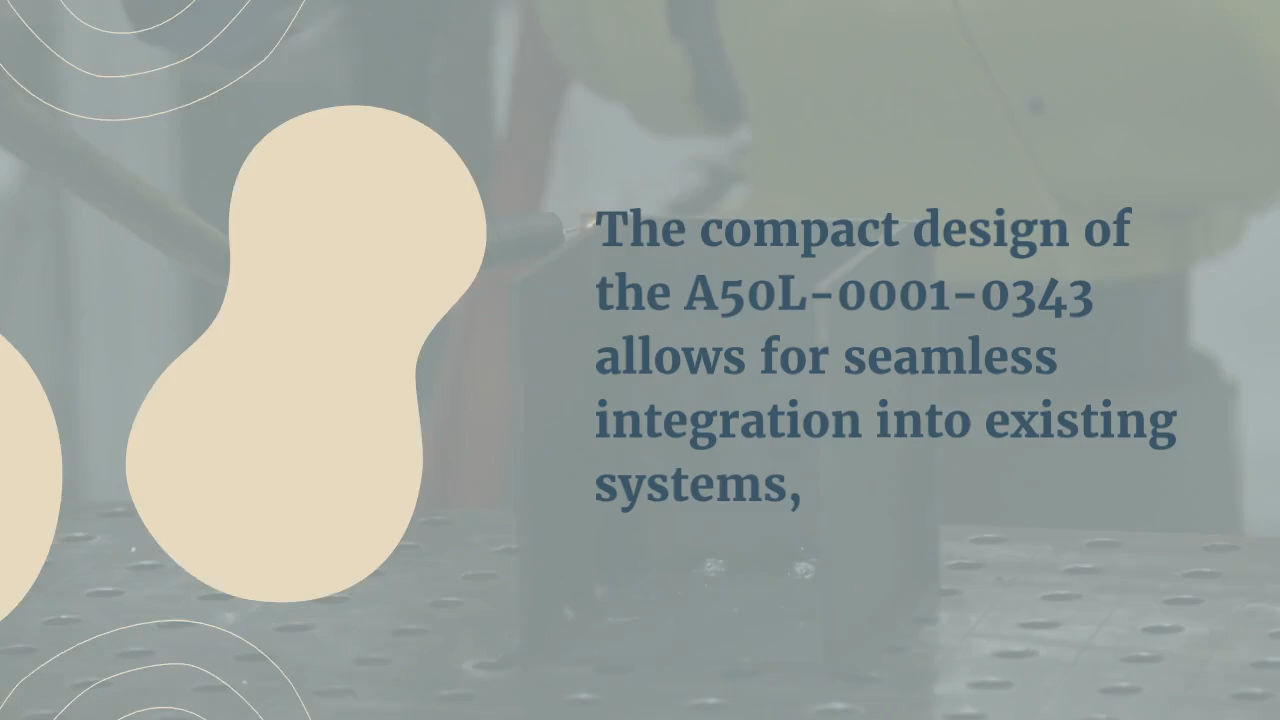 The compact design of
the A50L-0001-0343
allows for seamless
integration into existing
systems,